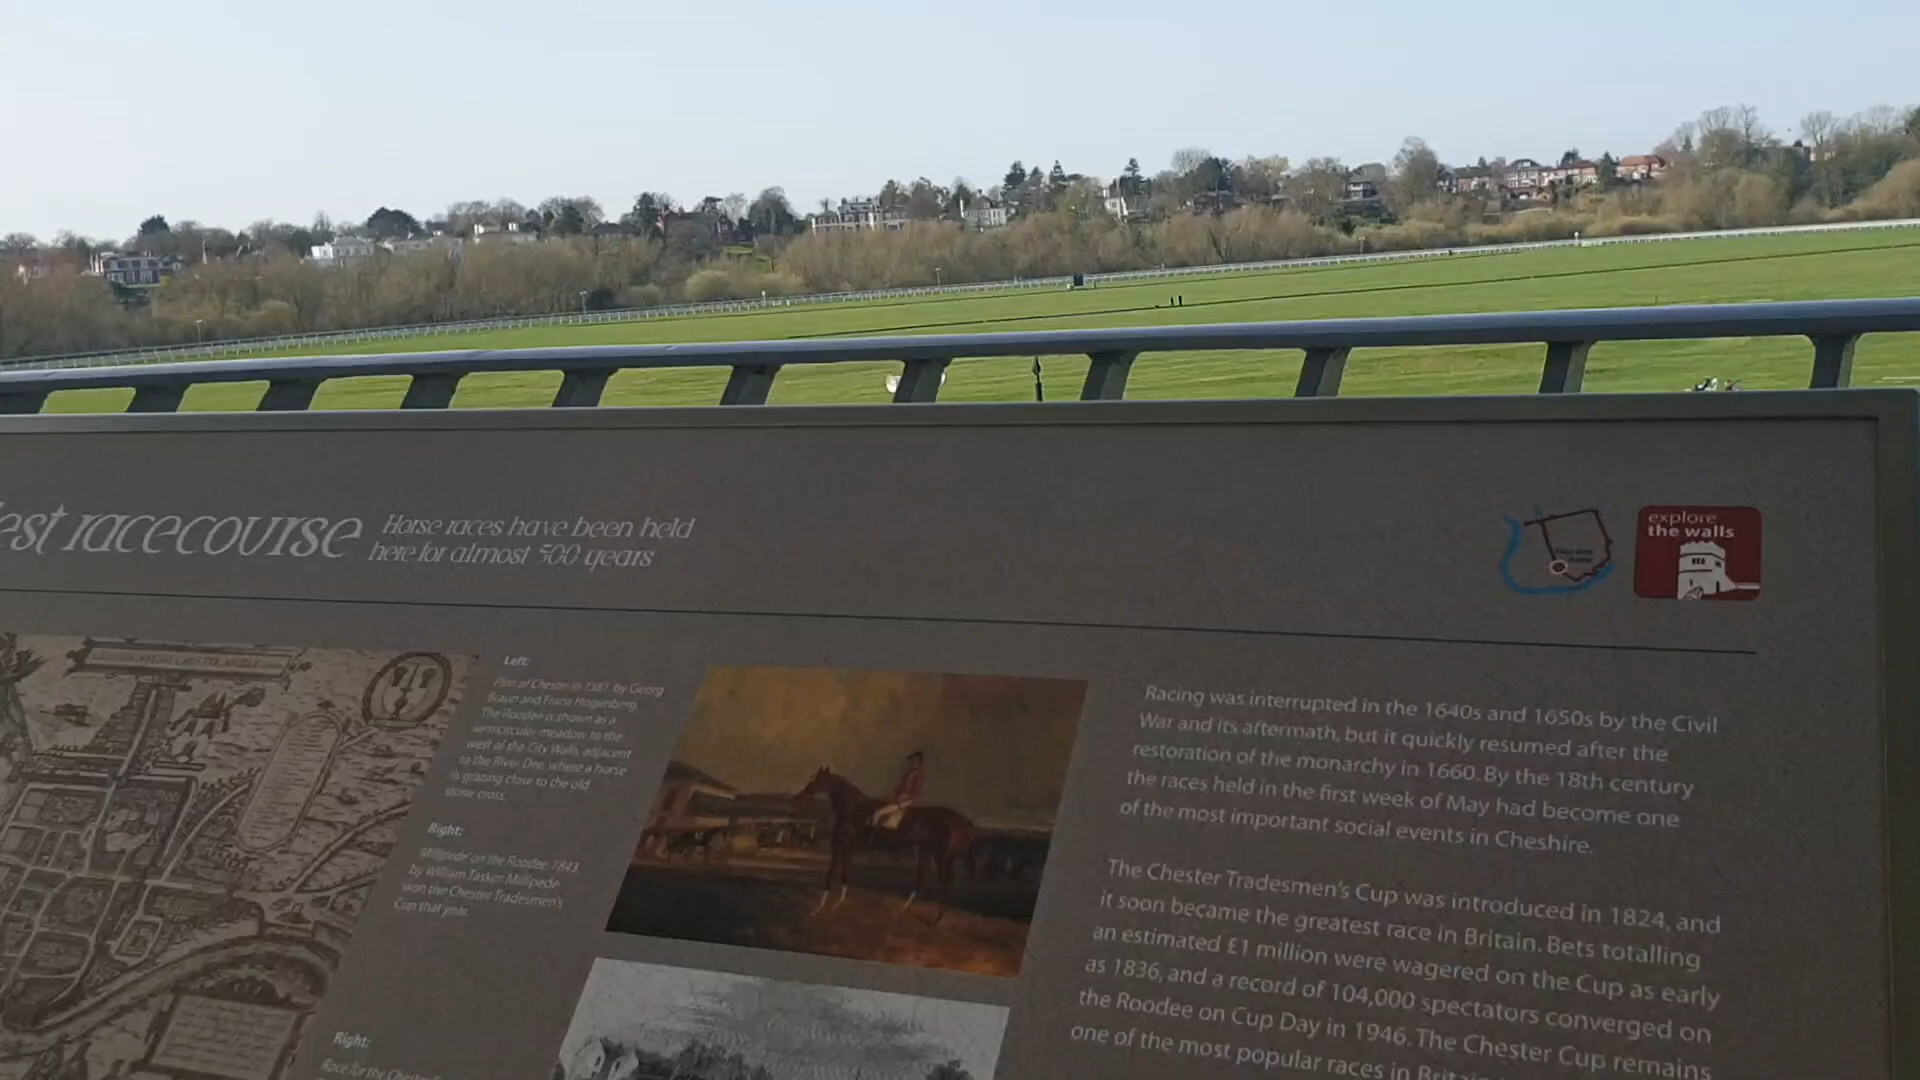 est racecourse
Horse races have been held
here for almost 500 years
explore
the walls
Left:
Plan of Chester in 1581, by Georg
Braun and Franz Hogenberg.
The Roodee is shown as a
semicircular meadow to the
west of the City Walls, adjacent
to the River Dee, where a horse
is grazing close to the old
stone cross.
Right:
'Millipede' on the Roodee, 1843,
by William Tasker. Millipede
won the Chester Tradesmen's
Cup that year.
Right:
Race for the Chester
Racing was interrupted in the 1640s and 1650s by the Civil
War and its aftermath, but it quickly resumed after the
restoration of the monarchy in 1660. By the 18th century
the races held in the first week of May had become one
of the most important social events in Cheshire.
The Chester Tradesmen's Cup was introduced in 1824, and
it soon became the greatest race in Britain. Bets totalling
an estimated £1 million were wagered on the Cup as early
as 1836, and a record of 104,000 spectators converged on
the Roodee on Cup Day in 1946. The Chester Cup remains
one of the most popular races in Britain